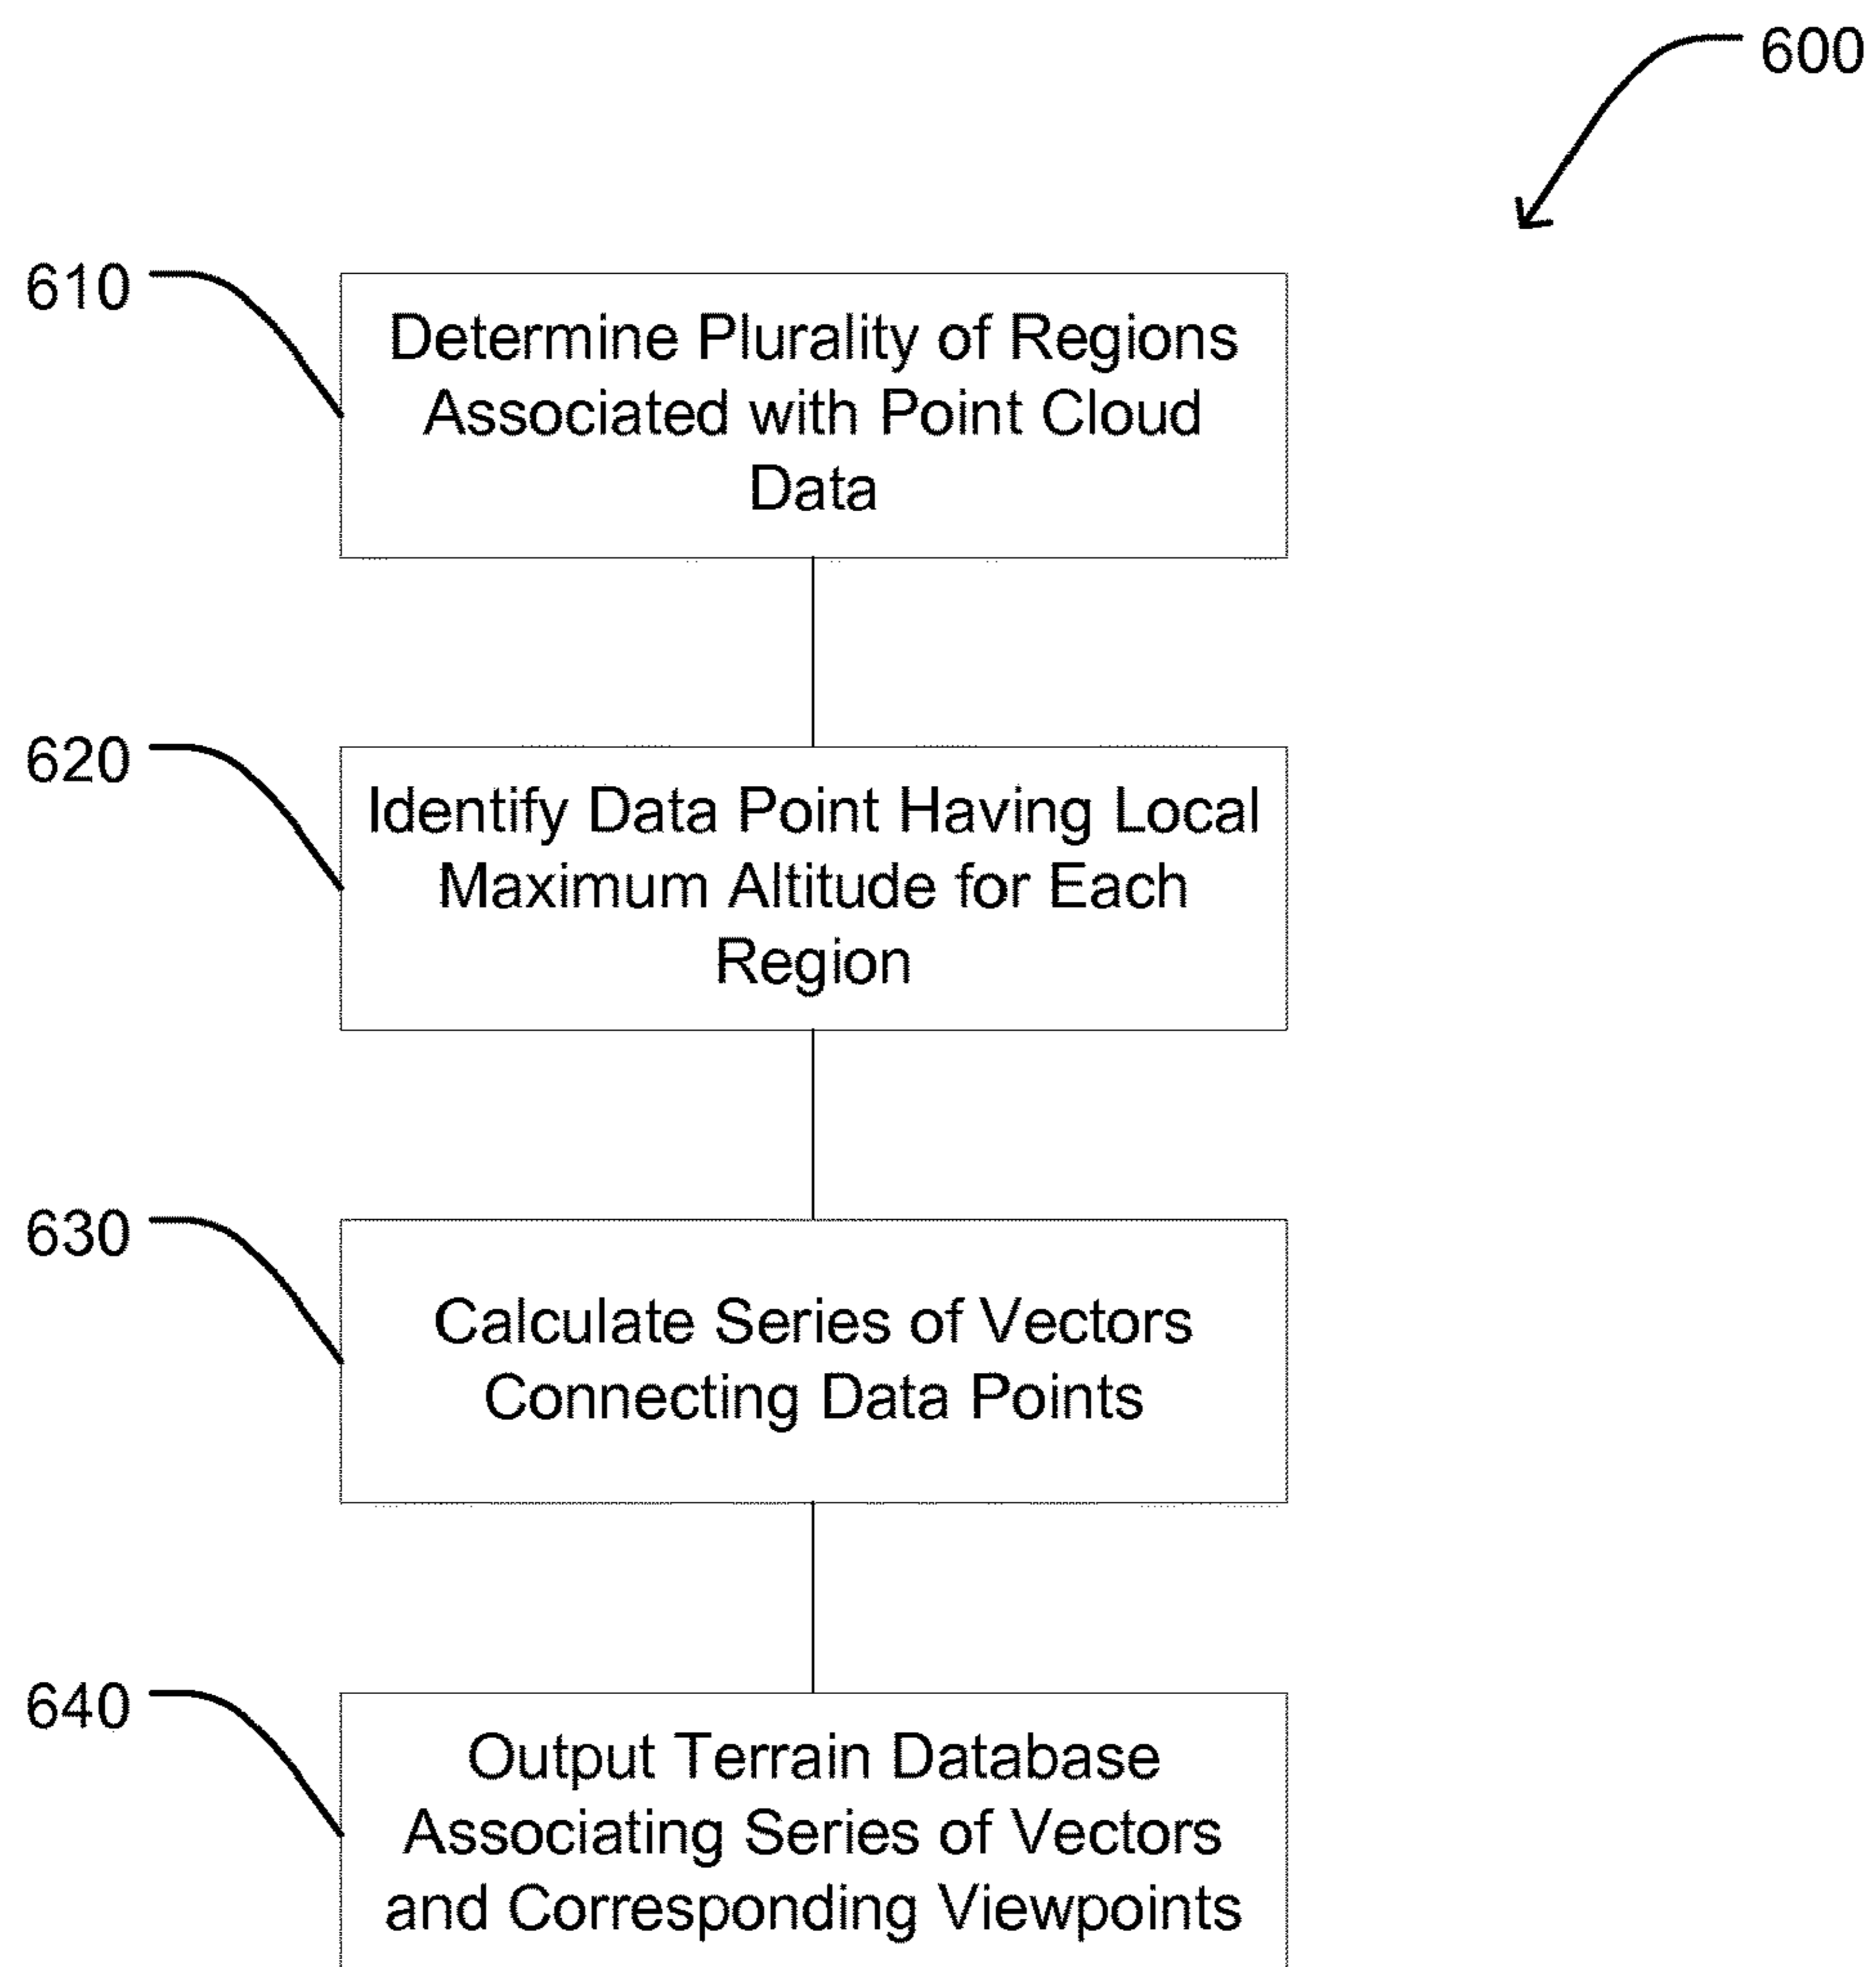 600
610
Determine Plurality of Regions
Associated with Point Cloud
Data
620
Identify Data Point Having Local
Maximum Altitude for Each
Region
630
Calculate Series of Vectors
Connecting Data Points
640
Output Terrain Database
Associating Series of Vectors
and Corresponding Viewpoints